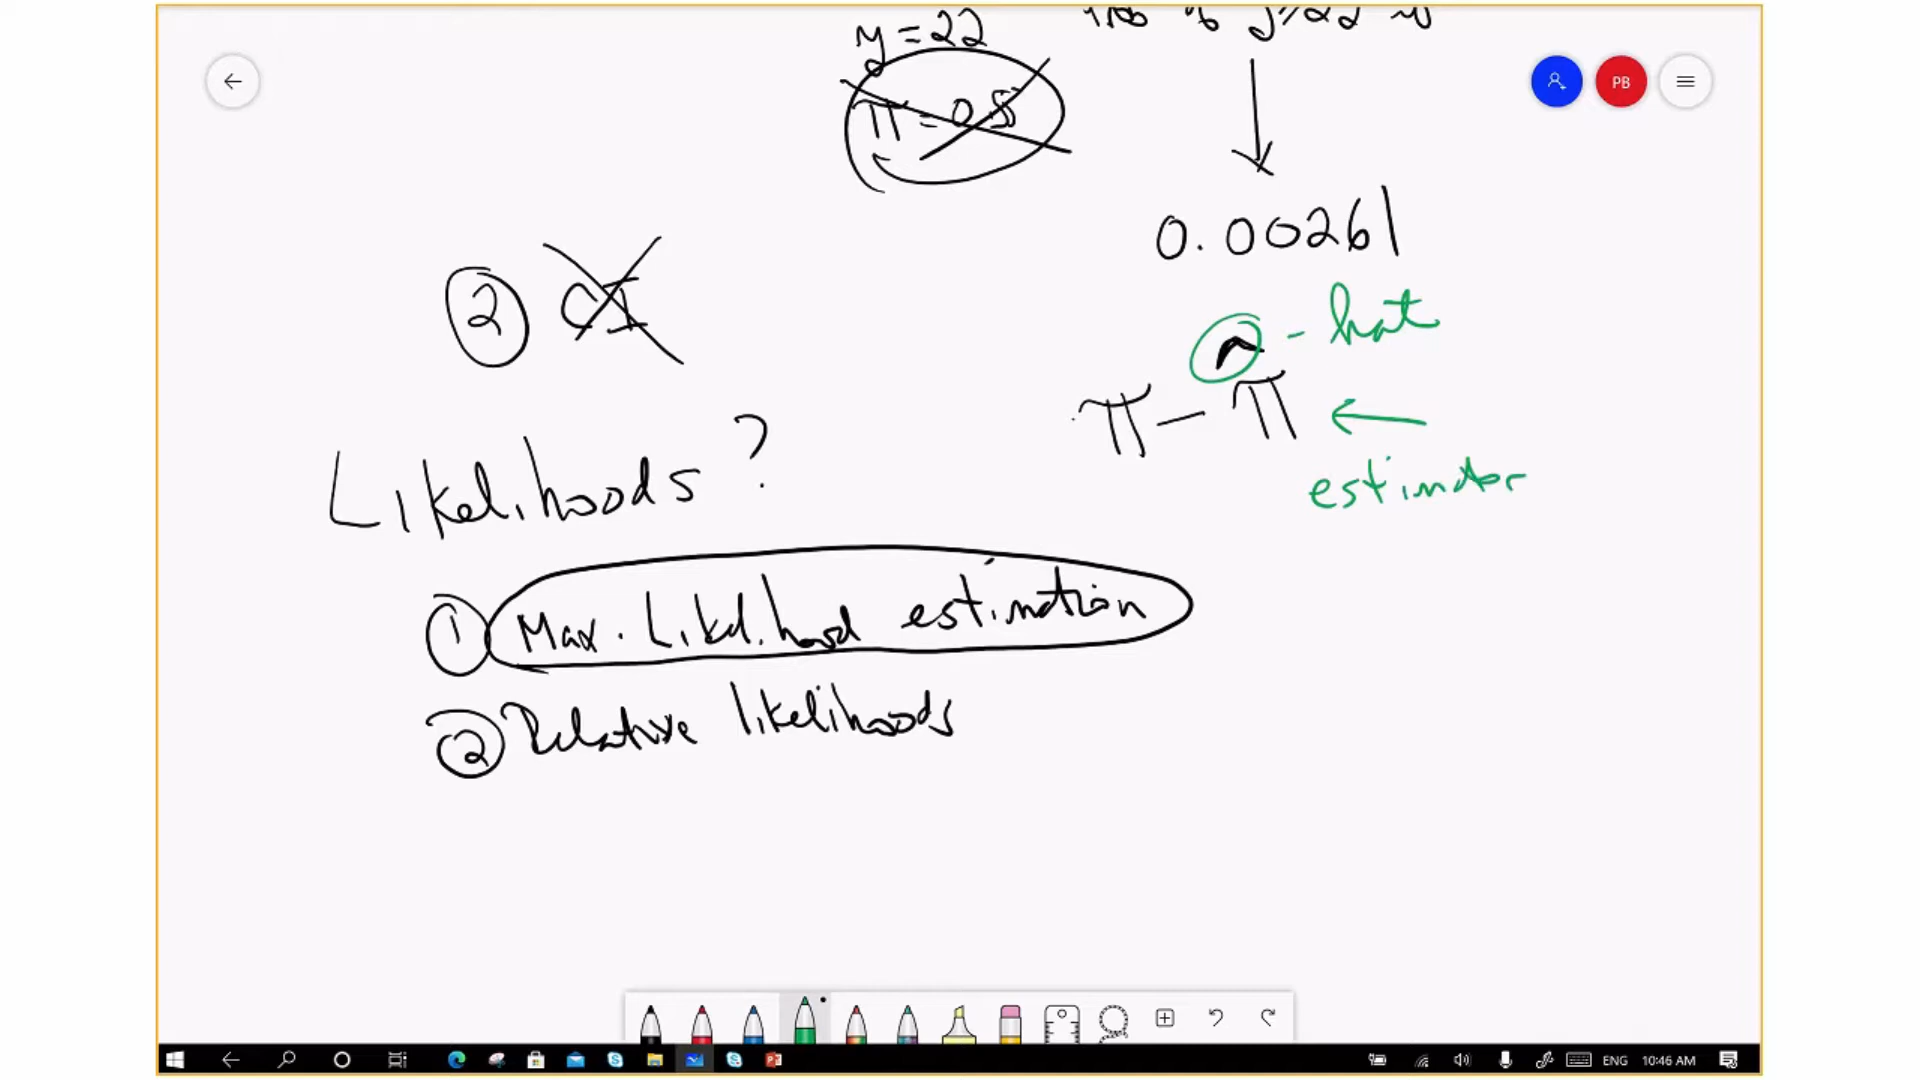 y = 22
π = 0.5
0.00261
② CI
^ - hat
π - π
Likelihoods?
estimator
① Max. Likelihood estimation
② Relative likelihoods
PB
ENG 10:46 AM